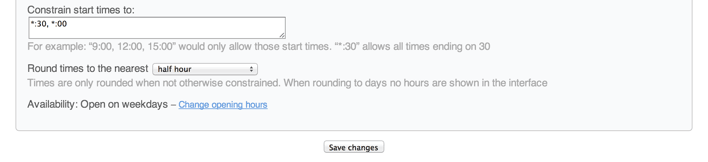 Constrain start times to:
*:30, *:00
For example: "9:00, 12:00, 15:00" would only allow those start times. "*:30" allows all times ending on 30
Round times to the nearest half hour
Times are only rounded when not otherwise constrained. When rounding to days no hours are shown in the interface
Availability: Open on weekdays – Change opening hours
Save changes